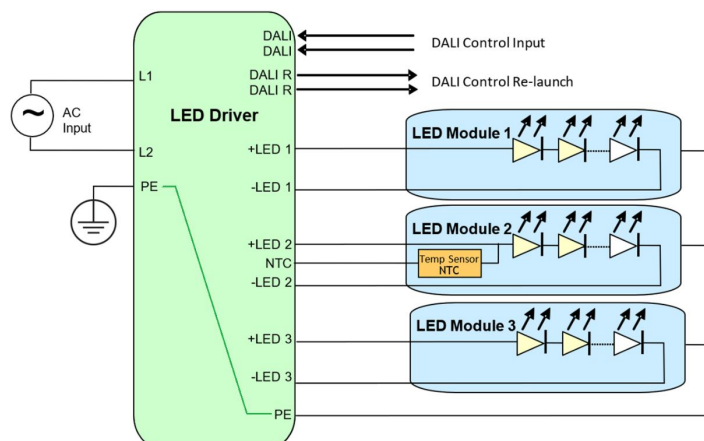 DALI
DALI
DALI Control Input
DALI R
DALI R
DALI Control Re-launch
L1
LED Driver
~
AC
Input
L2
PE
+LED 1
-LED 1
LED Module 1
+LED 2
NTC
-LED 2
LED Module 2
Temp Sensor
NTC
+LED 3
-LED 3
LED Module 3
PE